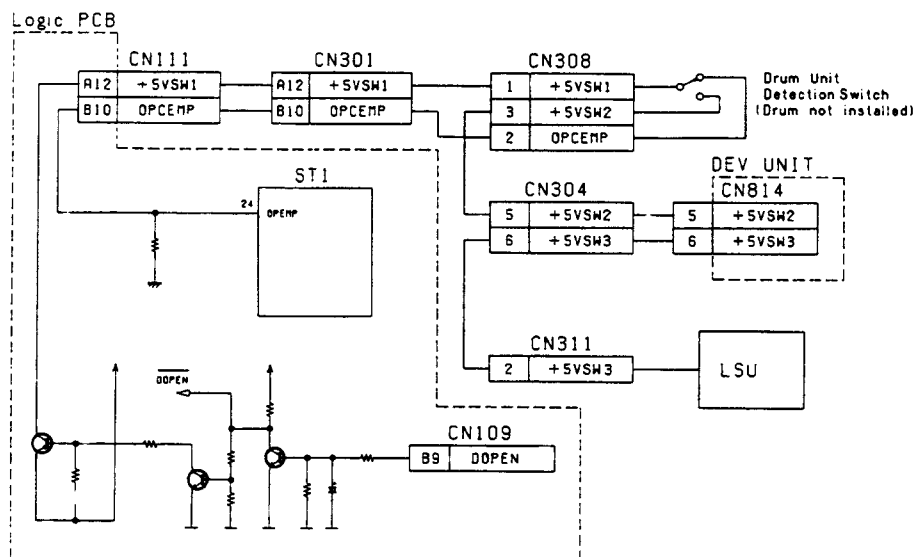 Logic PCB
CN111
A12 +5VSW1
B10 OPCEMP
CN301
A12 +5VSW1
B10 OPCEMP
CN308
1 +5VSW1
3 +5VSW2
2 OPCEMP
Drum Unit
Detection Switch
(Drum not installed)
DEV UNIT
ST1
24 OPEMP
CN304
5 +5VSW2
6 +5VSW3
CN814
5 +5VSW2
6 +5VSW3
CN311
2 +5VSW3
LSU
DOPEN
CN109
B9 DOPEN